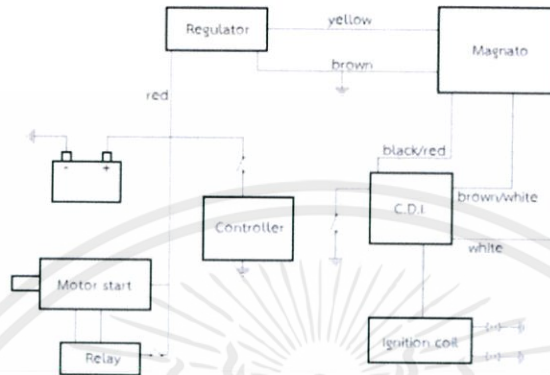 Regulator
yellow
Magnato
brown
red
black/red
- +
C.D.I.
brown/white
Controller
white
Motor start
Ignition coil
Relay